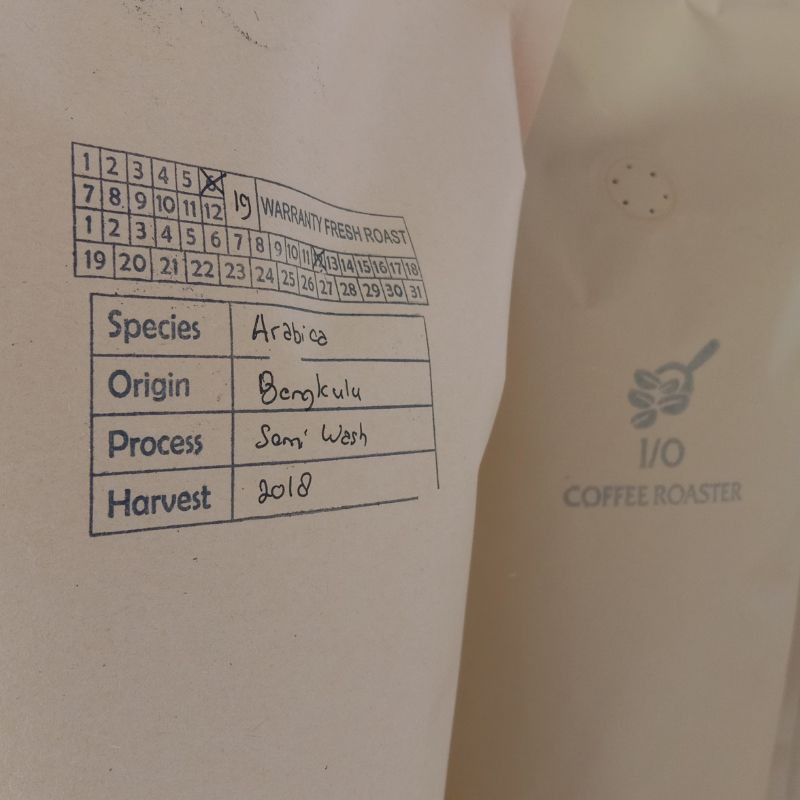 1 2 3 4 5 6
7 8 9 10 11 12 19 WARRANTY FRESH ROAST
1 2 3 4 5 6 7 8 9 10 11 12 13 14 15 16 17 18
19 20 21 22 23 24 25 26 27 28 29 30 31
Species Arabica
Origin Bengkulu
Process Semi Wash
Harvest 2018
I/O
COFFEE ROASTER